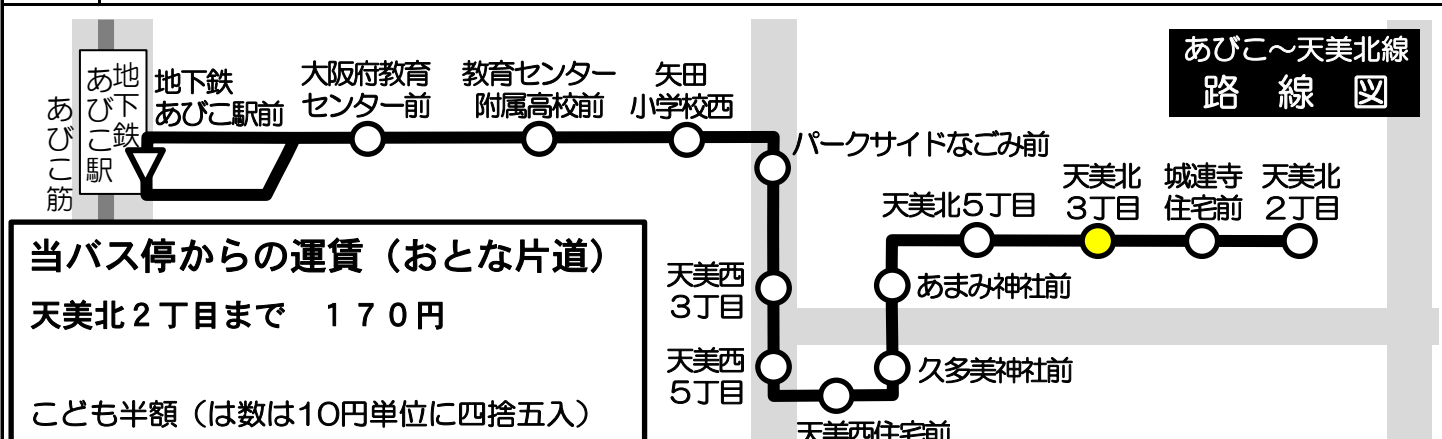 あびこ～天美北線
路線図
あびこ筋
地下鉄
あびこ駅
地下鉄
あびこ駅前
大阪府教育
センター前
教育センター
附属高校前
矢田
小学校西
パークサイドなごみ前
天美西
3丁目
天美西
5丁目
天美西住宅前
久多美神社前
あまみ神社前
天美北5丁目
天美北
3丁目
城連寺
住宅前
天美北
2丁目
当バス停からの運賃（おとな片道）
天美北２丁目まで　１７０円
こども半額（は数は10円単位に四捨五入）